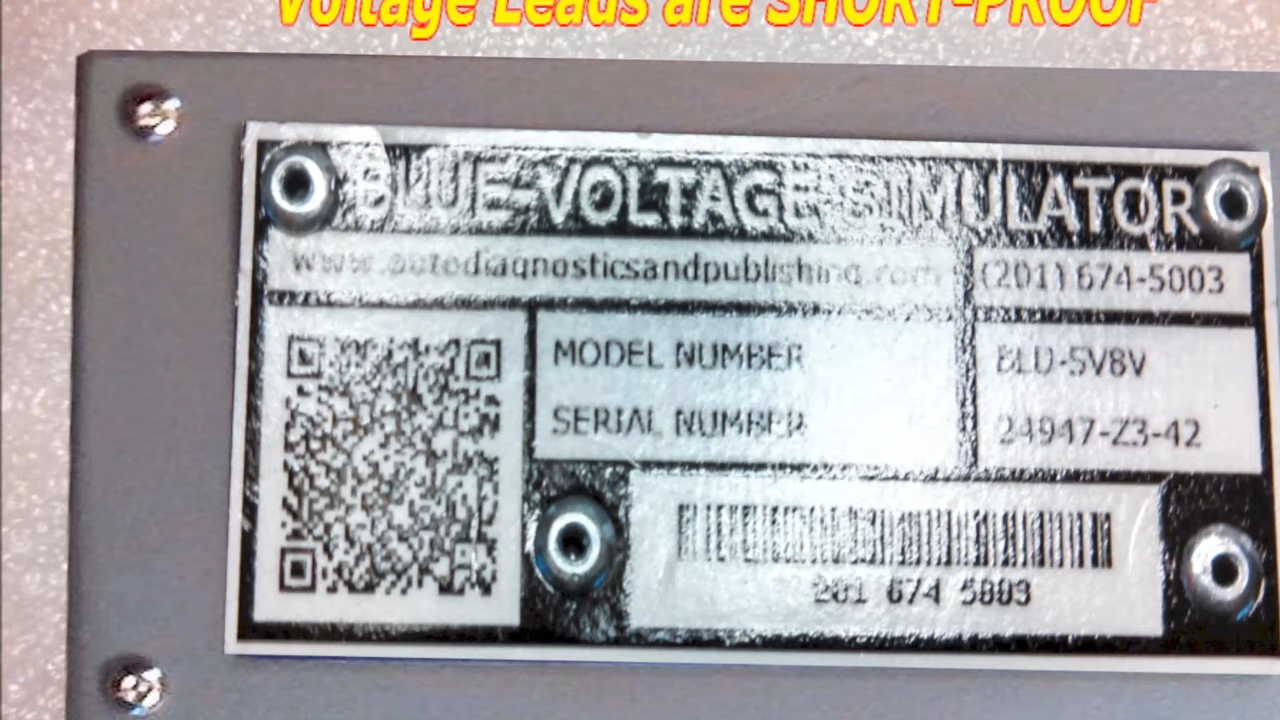 Voltage Leads are SHORT-PROOF
BLUE-VOLTAGE-SIMULATOR
www.autodiagnosticsandpublishing.com
(201) 674-5003
MODEL NUMBER
BLU-5V8V
SERIAL NUMBER
24947-Z3-42
201 674 5003